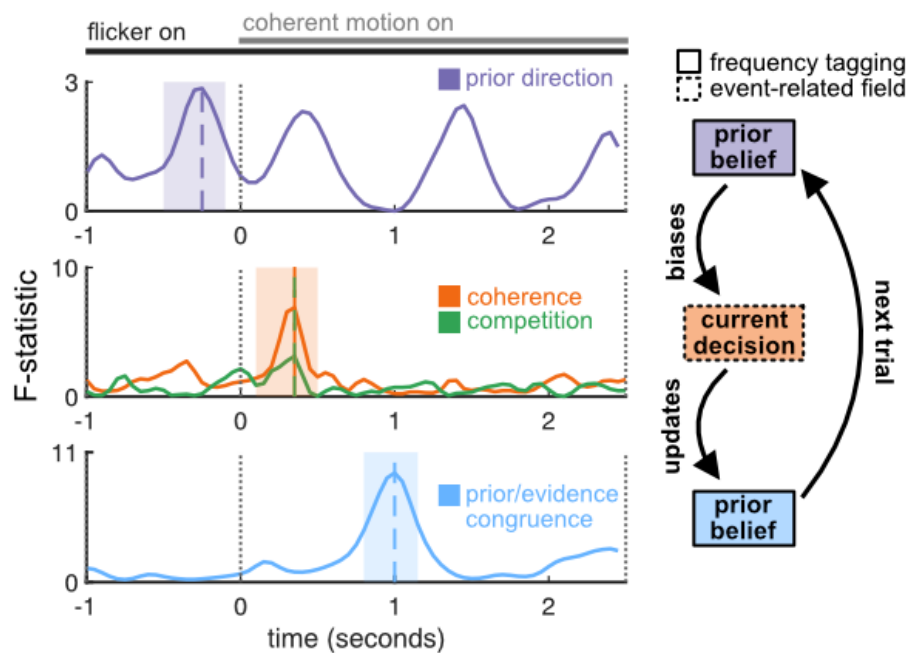 flicker on
coherent motion on
3
0
prior direction
-1
0
1
2
F-statistic
10
0
coherence
competition
-1
0
1
2
11
0
prior/evidence
congruence
-1
0
1
2
time (seconds)
frequency tagging
event-related field
prior
belief
biases
current
decision
updates
prior
belief
next trial